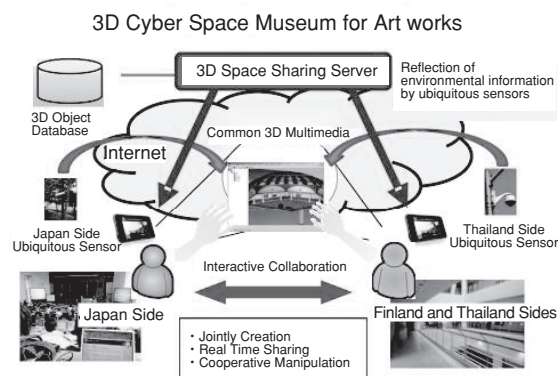 3D Cyber Space Museum for Art works
3D Space Sharing Server
Reflection of
environmental information
by ubiquitous sensors
3D Object
Database
Common 3D Multimedia
Internet
Japan Side
Ubiquitous Sensor
Thailand Side
Ubiquitous Sensor
Interactive Collaboration
Japan Side
Finland and Thailand Sides
・Jointly Creation
・Real Time Sharing
・Cooperative Manipulation